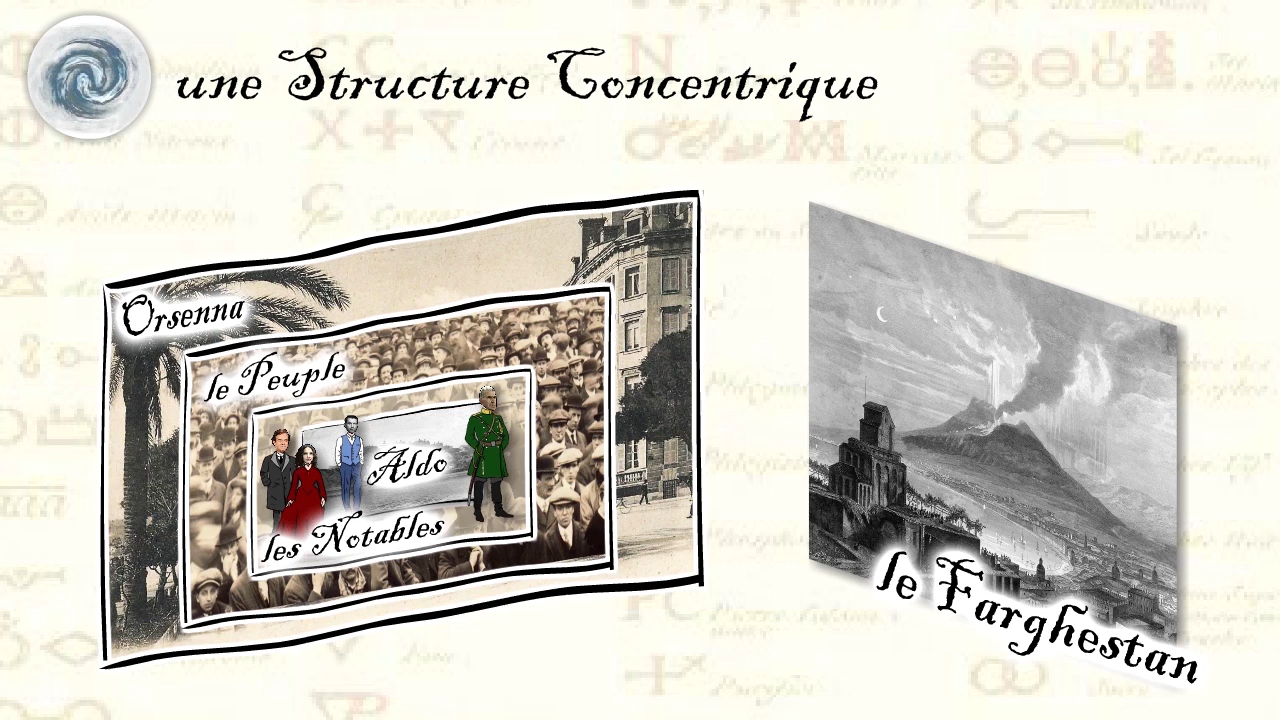 une Structure Concentrique
Orsenna
le Peuple
Aldo
les Notables
le Farghestan